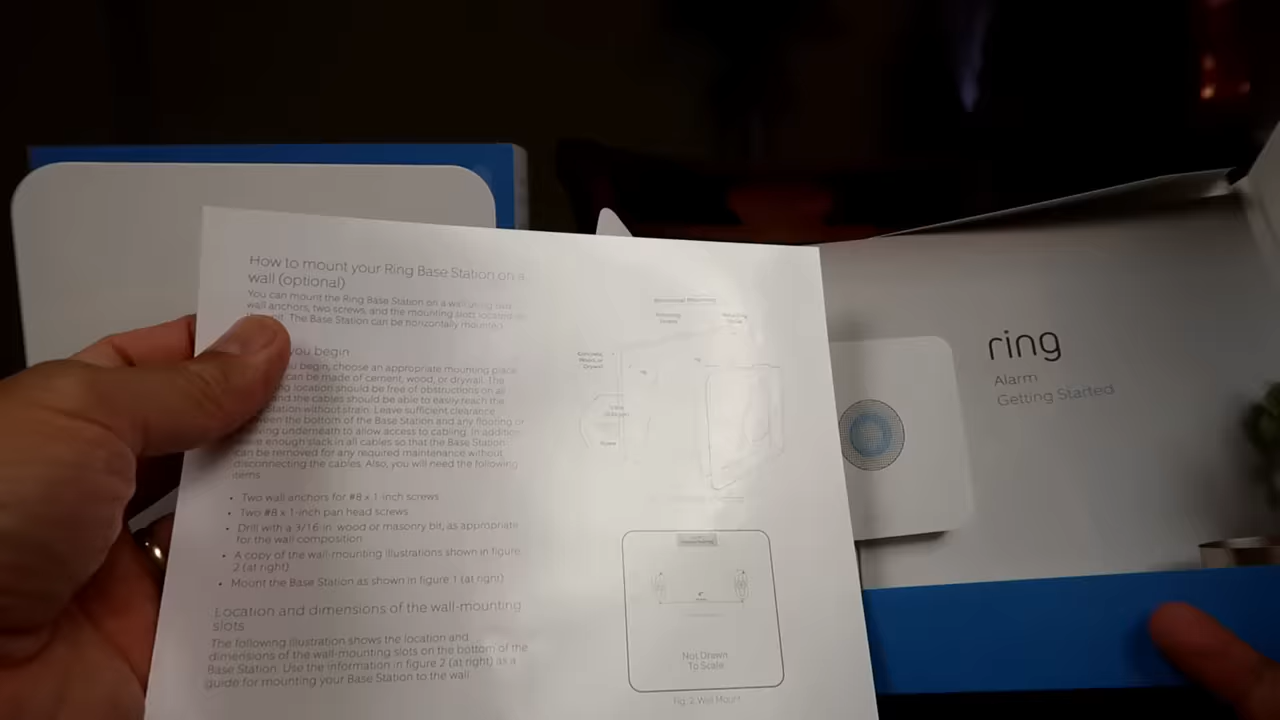 How to mount your Ring Base Station on a
wall (optional)
You can mount the Ring Base Station on a wall using
wall anchors, two screws, and the mounting slots located
The Base Station can be horizontally mounted
you begin
begin, choose an appropriate mounting place
can be made of cement, wood, or drywall. The
location should be free of obstructions on all
and the cables should be able to easily reach the
station without strain. Leave sufficient clearance
the bottom of the Base Station and any flooring or
underneath to allow access to cabling. In addition
enough slack in all cables so that the Base Station
can be removed for any required maintenance without
disconnecting the cables. Also, you will need the following
items
• Two wall anchors for #8 x 1-inch screws
• Two #8 x 1-inch pan head screws
• Drill with a 3/16-in. wood or masonry bit, as appropriate
for the wall composition
• A copy of the wall-mounting illustrations shown in figure
2 (at right)
• Mount the Base Station as shown in figure 1 (at right)
Location and dimensions of the wall-mounting
slots
The following illustration shows the location and
dimensions of the wall-mounting slots on the bottom of the
Base Station. Use the information in figure 2 (at right) as a
guide for mounting your Base Station to the wall.
Not Drawn
To Scale
Fig. 2 Wall Mount
ring
Alarm
Getting Started